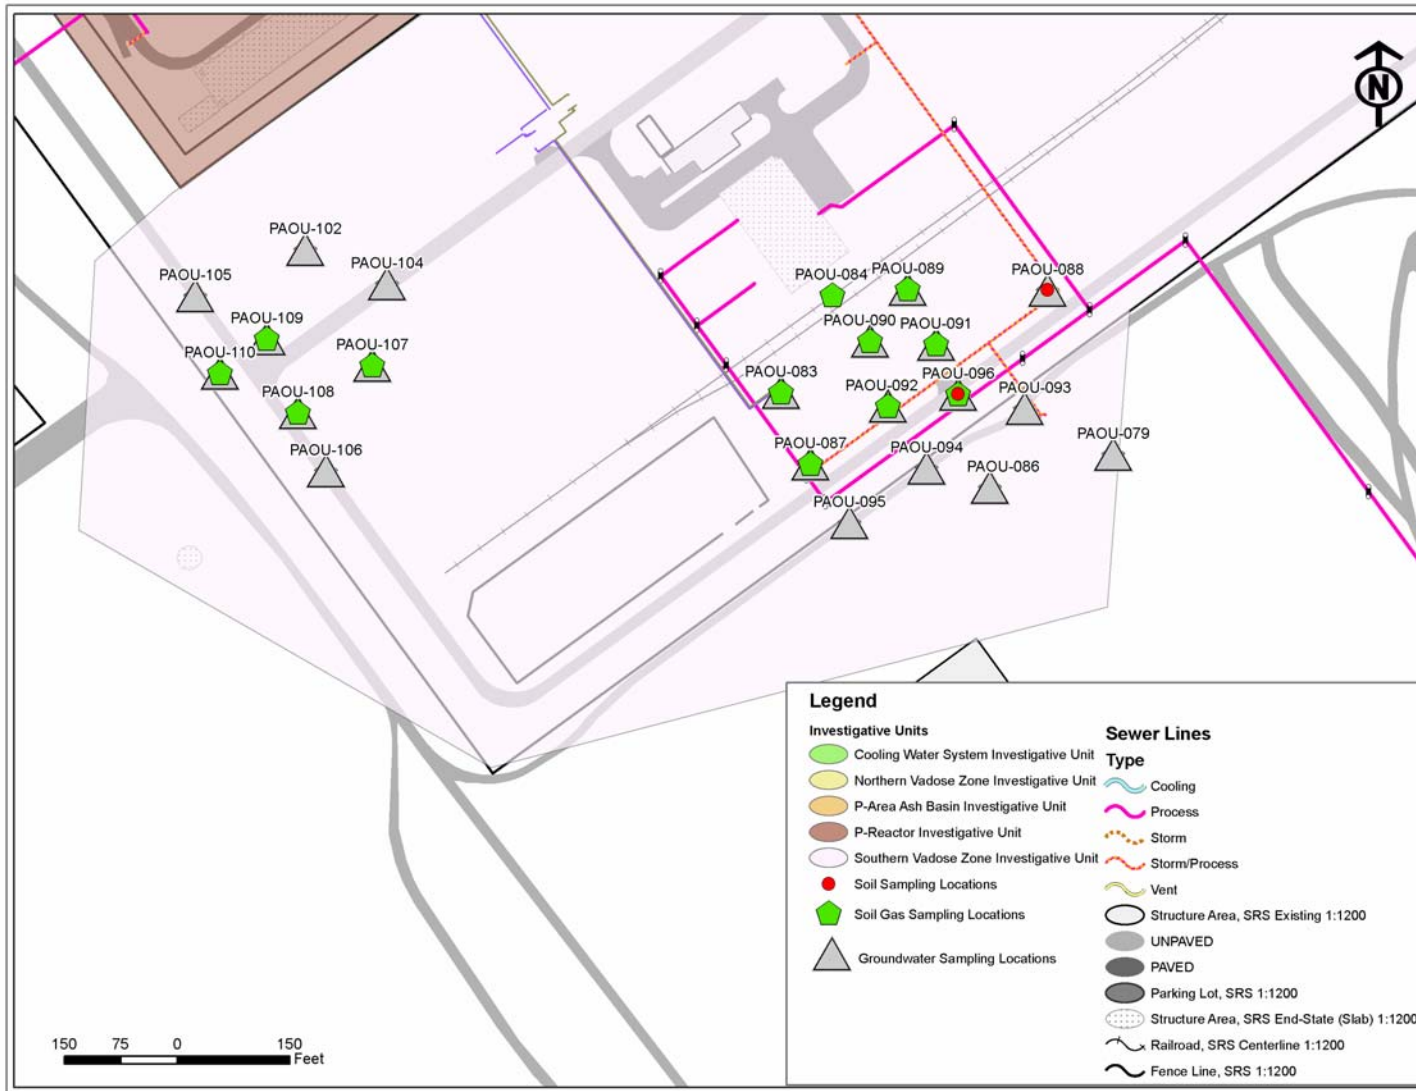 N
PAOU-102
PAOU-104
PAOU-105
PAOU-109
PAOU-107
PAOU-110
PAOU-108
PAOU-106
PAOU-084
PAOU-089
PAOU-088
PAOU-090
PAOU-091
PAOU-083
PAOU-092
PAOU-096
PAOU-093
PAOU-087
PAOU-094
PAOU-079
PAOU-086
PAOU-095
Legend
Investigative Units
Cooling Water System Investigative Unit
Northern Vadose Zone Investigative Unit
P-Area Ash Basin Investigative Unit
P-Reactor Investigative Unit
Southern Vadose Zone Investigative Unit
Soil Sampling Locations
Soil Gas Sampling Locations
Groundwater Sampling Locations
Sewer Lines
Type
Cooling
Process
Storm
Storm/Process
Vent
Structure Area, SRS Existing 1:1200
UNPAVED
PAVED
Parking Lot, SRS 1:1200
Structure Area, SRS End-State (Slab) 1:1200
Railroad, SRS Centerline 1:1200
Fence Line, SRS 1:1200
150 75 0 150
Feet